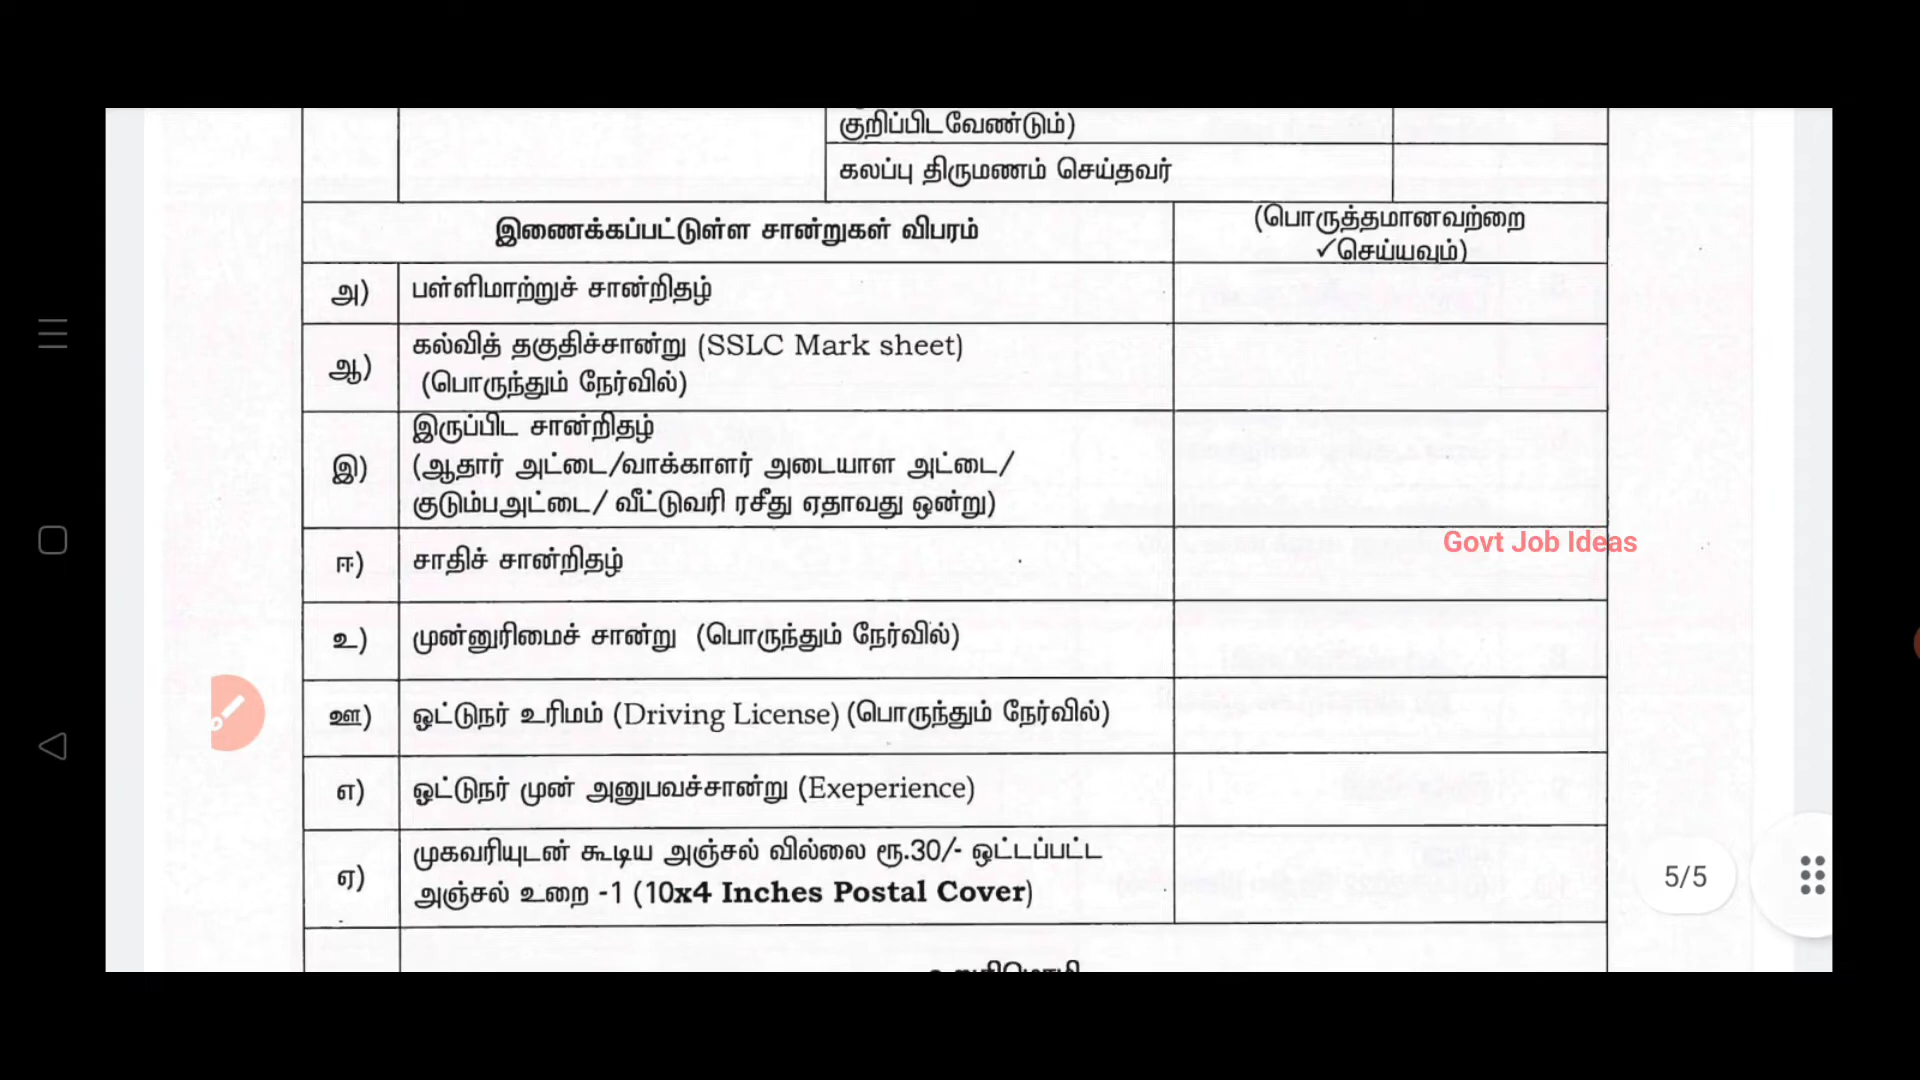 குறிப்பிடவேண்டும்)
கலப்பு திருமணம் செய்தவர்
இணைக்கப்பட்டுள்ள சான்றுகள் விபரம்
(பொருத்தமானவற்றை
✓செய்யவும்)
அ) பள்ளிமாற்றுச் சான்றிதழ்
ஆ) கல்வித் தகுதிச்சான்று (SSLC Mark sheet)
(பொருந்தும் நேர்வில்)
இ) இருப்பிட சான்றிதழ்
(ஆதார் அட்டை/வாக்காளர் அடையாள அட்டை/
குடும்பஅட்டை/ வீட்டுவரி ரசீது ஏதாவது ஒன்று)
Govt Job Ideas
ஈ) சாதிச் சான்றிதழ்
உ) முன்னுரிமைச் சான்று (பொருந்தும் நேர்வில்)
ஊ) ஓட்டுநர் உரிமம் (Driving License) (பொருந்தும் நேர்வில்)
எ) ஓட்டுநர் முன் அனுபவச்சான்று (Exeperience)
ஏ) முகவரியுடன் கூடிய அஞ்சல் வில்லை ரூ.30/- ஒட்டப்பட்ட
அஞ்சல் உறை -1 (10x4 Inches Postal Cover)
5/5